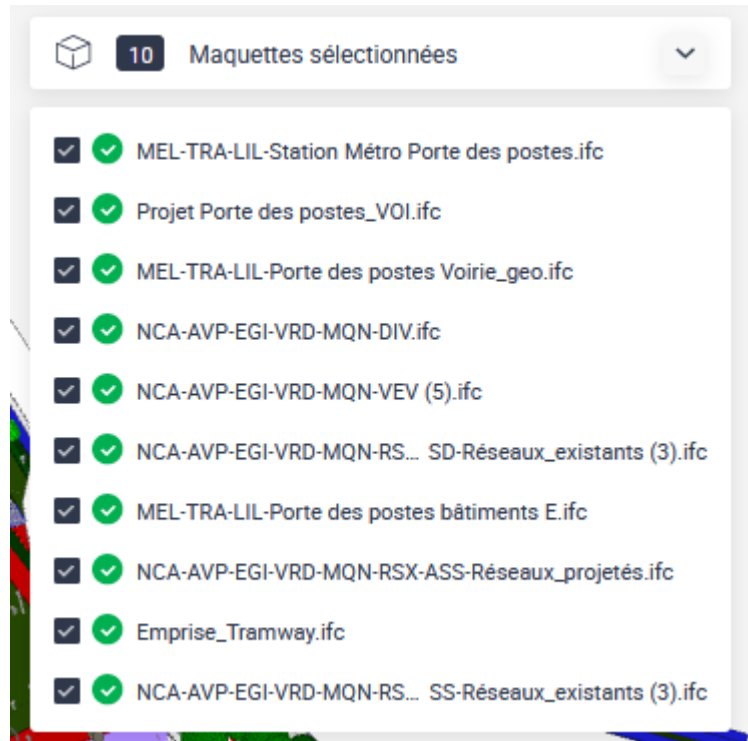 10 Maquettes sélectionnées
MEL-TRA-LIL-Station Métro Porte des postes.ifc
Projet Porte des postes_VOI.ifc
MEL-TRA-LIL-Porte des postes Voirie_geo.ifc
NCA-AVP-EGI-VRD-MQN-DIV.ifc
NCA-AVP-EGI-VRD-MQN-VEV (5).ifc
NCA-AVP-EGI-VRD-MQN-RS... SD-Réseaux_existants (3).ifc
MEL-TRA-LIL-Porte des postes bâtiments E.ifc
NCA-AVP-EGI-VRD-MQN-RSX-ASS-Réseaux_projetés.ifc
Emprise_Tramway.ifc
NCA-AVP-EGI-VRD-MQN-RS... SS-Réseaux_existants (3).ifc